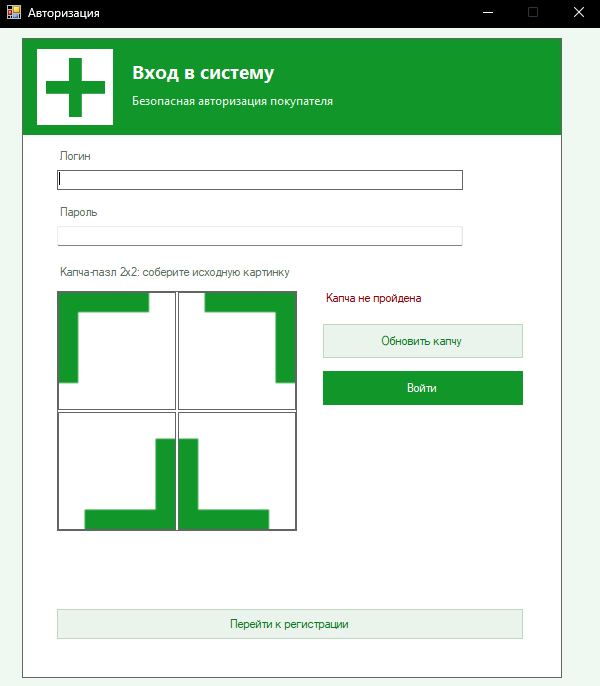 Авторизация
Вход в систему
Безопасная авторизация покупателя
Логин
Пароль
Капча-пазл 2x2: соберите исходную картинку
Капча не пройдена
Обновить капчу
Войти
Перейти к регистрации